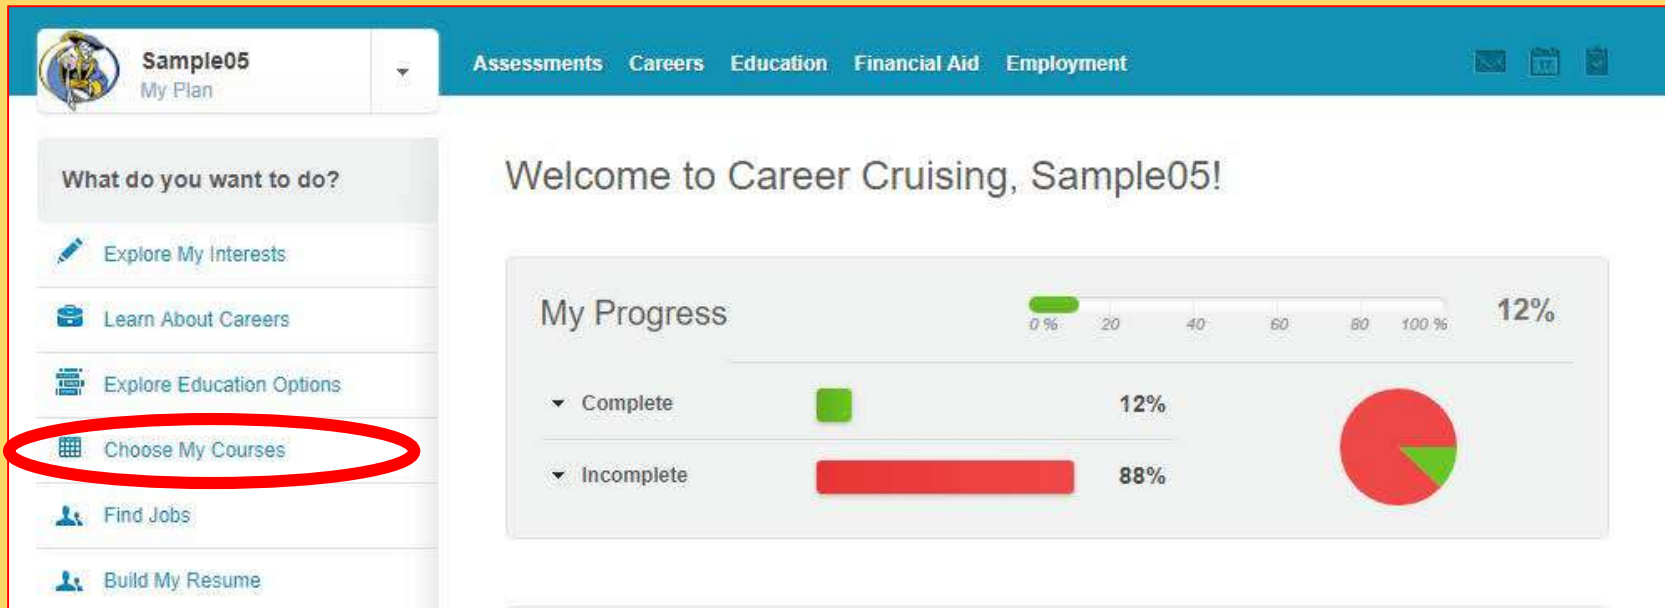 Sample05
My Plan
Assessments Careers Education Financial Aid Employment
What do you want to do?
Explore My Interests
Learn About Careers
Explore Education Options
Choose My Courses
Find Jobs
Build My Resume
Welcome to Career Cruising, Sample05!
My Progress
0 % 20 40 60 80 100 %
12%
Complete 12%
Incomplete 88%